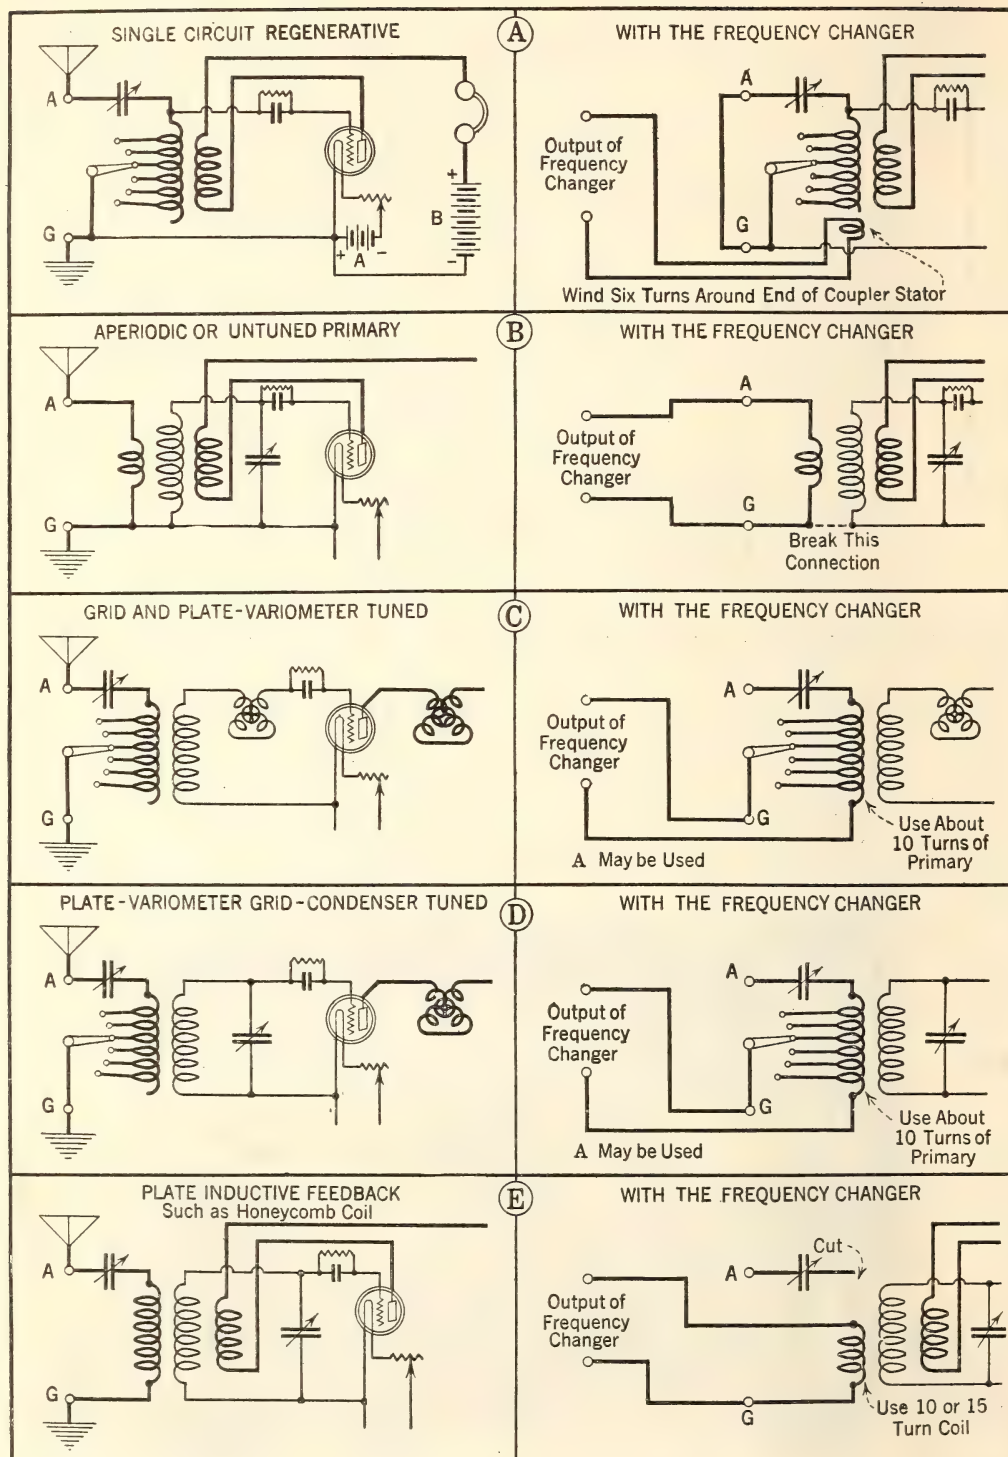 SINGLE CIRCUIT REGENERATIVE
A
WITH THE FREQUENCY CHANGER
A
G
+
B
-
+ A -
A
Output of
Frequency
Changer
G
Wind Six Turns Around End of Coupler Stator
APERIODIC OR UNTUNED PRIMARY
B
WITH THE FREQUENCY CHANGER
A
G
A
Output of
Frequency
Changer
G
Break This
Connection
GRID AND PLATE-VARIOMETER TUNED
C
WITH THE FREQUENCY CHANGER
A
G
A
Output of
Frequency
Changer
G
Use About
10 Turns of
Primary
A May be Used
PLATE-VARIOMETER GRID-CONDENSER TUNED
D
WITH THE FREQUENCY CHANGER
A
G
A
Output of
Frequency
Changer
G
Use About
10 Turns of
Primary
A May be Used
PLATE INDUCTIVE FEEDBACK
Such as Honeycomb Coil
E
WITH THE FREQUENCY CHANGER
A
G
Cut
A
Output of
Frequency
Changer
G
Use 10 or 15
Turn Coil